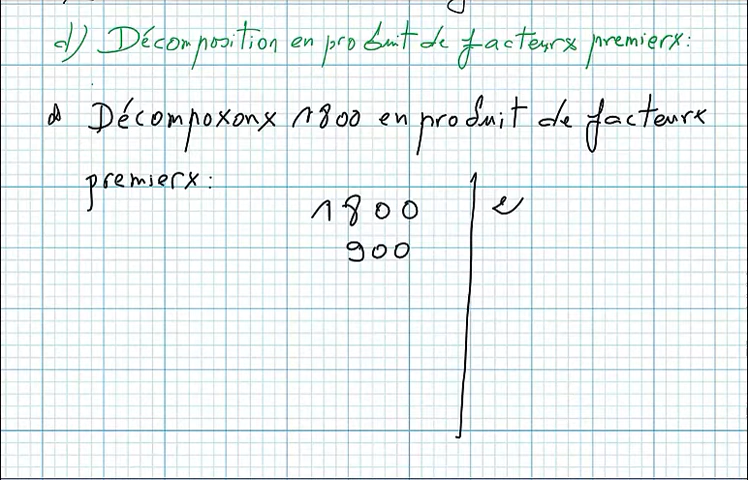 d) Décomposition en produit de facteurs premiers:
Décomposons 1800 en produit de facteurs
premiers:
1800 | 2
900